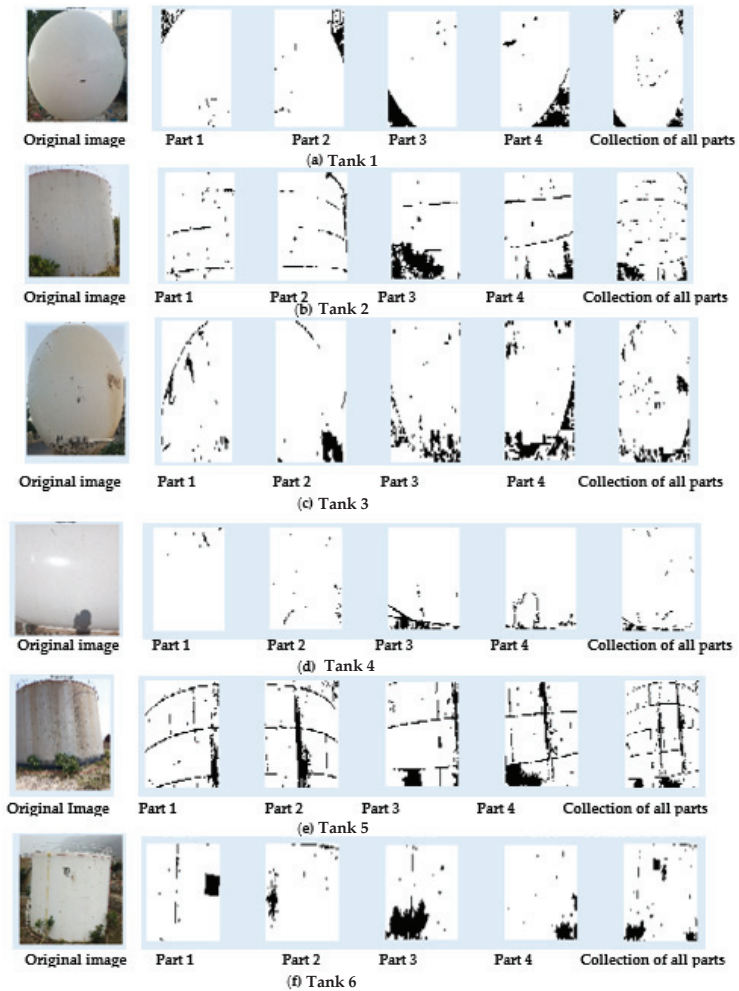 Original image Part 1 Part 2 Part 3 Part 4 Collection of all parts
(a) Tank 1
Original image Part 1 Part 2 Part 3 Part 4 Collection of all parts
(b) Tank 2
Original image Part 1 Part 2 Part 3 Part 4 Collection of all parts
(c) Tank 3
Original image Part 1 Part 2 Part 3 Part 4 Collection of all parts
(d) Tank 4
Original Image Part 1 Part 2 Part 3 Part 4 Collection of all parts
(e) Tank 5
Original image Part 1 Part 2 Part 3 Part 4 Collection of all parts
(f) Tank 6